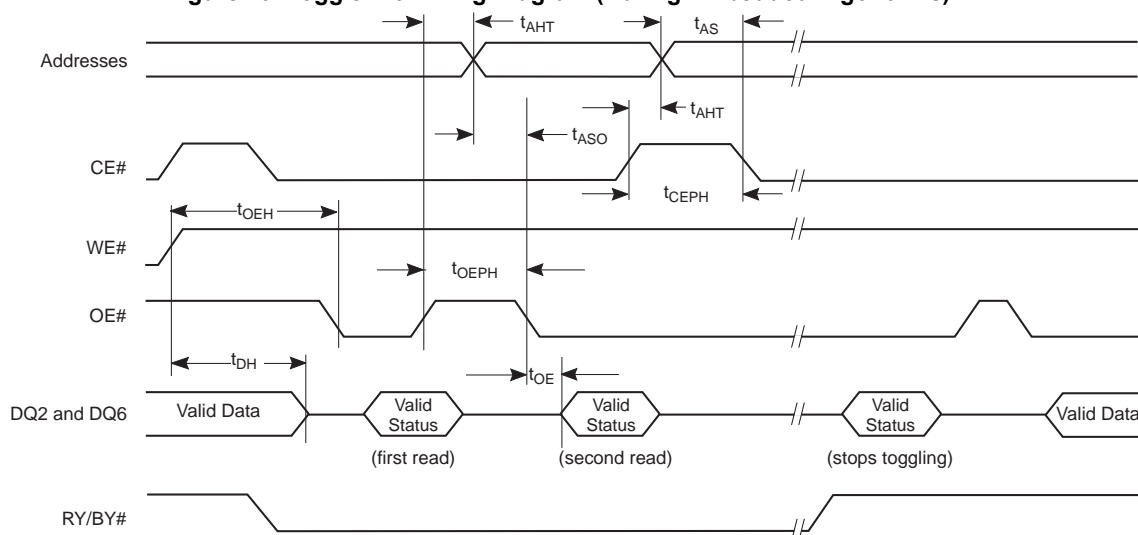 tAHT
tAS
Addresses
tAHT
tASO
CE#
tCEPH
tOEH
WE#
tOEPH
OE#
tDH
tOE
DQ2 and DQ6
Valid Data
Valid
Status
Valid
Status
Valid
Status
Valid Data
(first read)
(second read)
(stops toggling)
RY/BY#